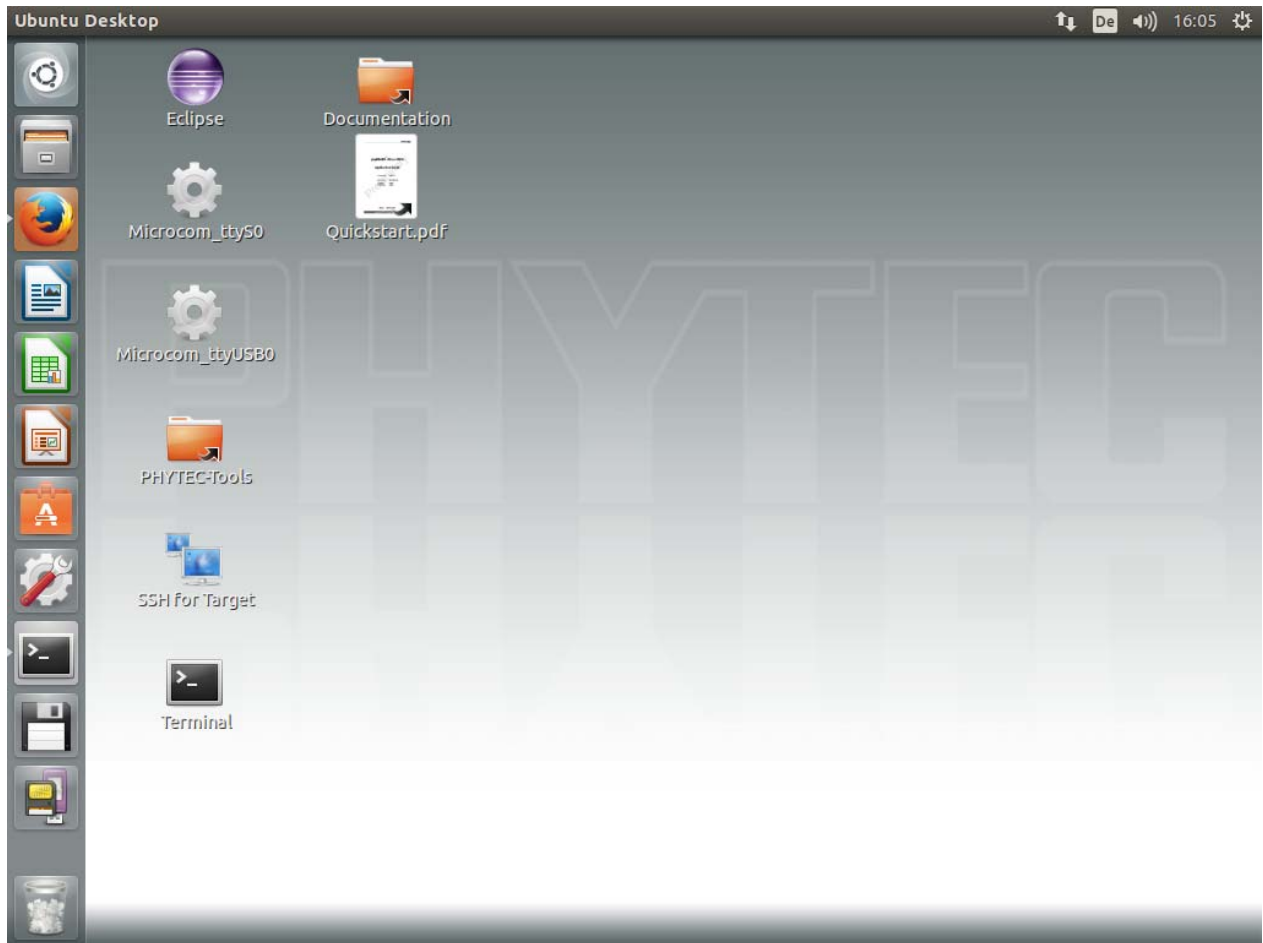 Ubuntu Desktop
De
16:05
Eclipse
Documentation
Microcom_ttyS0
Quickstart.pdf
Microcom_ttyUSB0
PHYTEC-Tools
SSH for Target
Terminal
PHYTEC